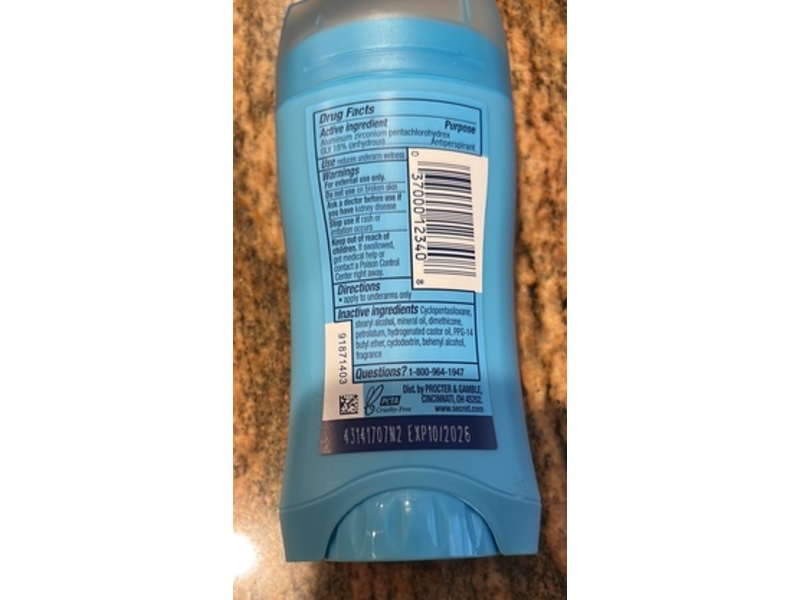 Drug Facts
Active ingredient Purpose
Aluminum zirconium pentachlorohydrex
GLY 18% (anhydrous) Antiperspirant
Use reduces underarm wetness
Warnings
For external use only.
Do not use on broken skin
Ask a doctor before use if
you have kidney disease
Stop use if rash or
irritation occurs
Keep out of reach of
children. If swallowed,
get medical help or
contact a Poison Control
Center right away.
0 37000 12340 8
Directions
• apply to underarms only
Inactive ingredients Cyclopentasiloxane,
stearyl alcohol, mineral oil, dimethicone,
petrolatum, hydrogenated castor oil, PPG-14
butyl ether, cyclodextrin, behenyl alcohol,
fragrance
Questions? 1-800-964-1947
91871403
PETA
Cruelty-Free
Dist. by PROCTER & GAMBLE,
CINCINNATI, OH 45202.
www.secret.com
43141707N2 EXP10/2026